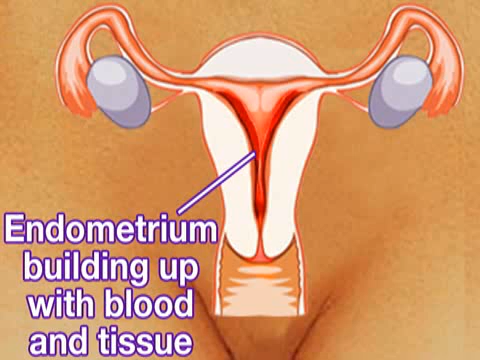 Endometrium
building up
with blood
and tissue